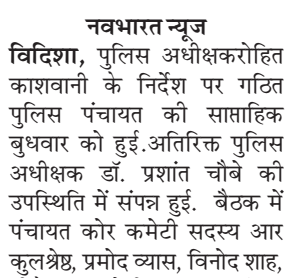 नवभारत न्यूज
विदिशा, पुलिस अधीक्षकरोहित
काशवानी के निर्देश पर गठित
पुलिस पंचायत की साप्ताहिक
बुधवार को हुई.अतिरिक्त पुलिस
अधीक्षक डॉ. प्रशांत चौबे की
उपस्थिति में संपन्न हुई. बैठक में
पंचायत कोर कमेटी सदस्य आर
कुलश्रेष्ठ, प्रमोद व्यास, विनोद शाह,